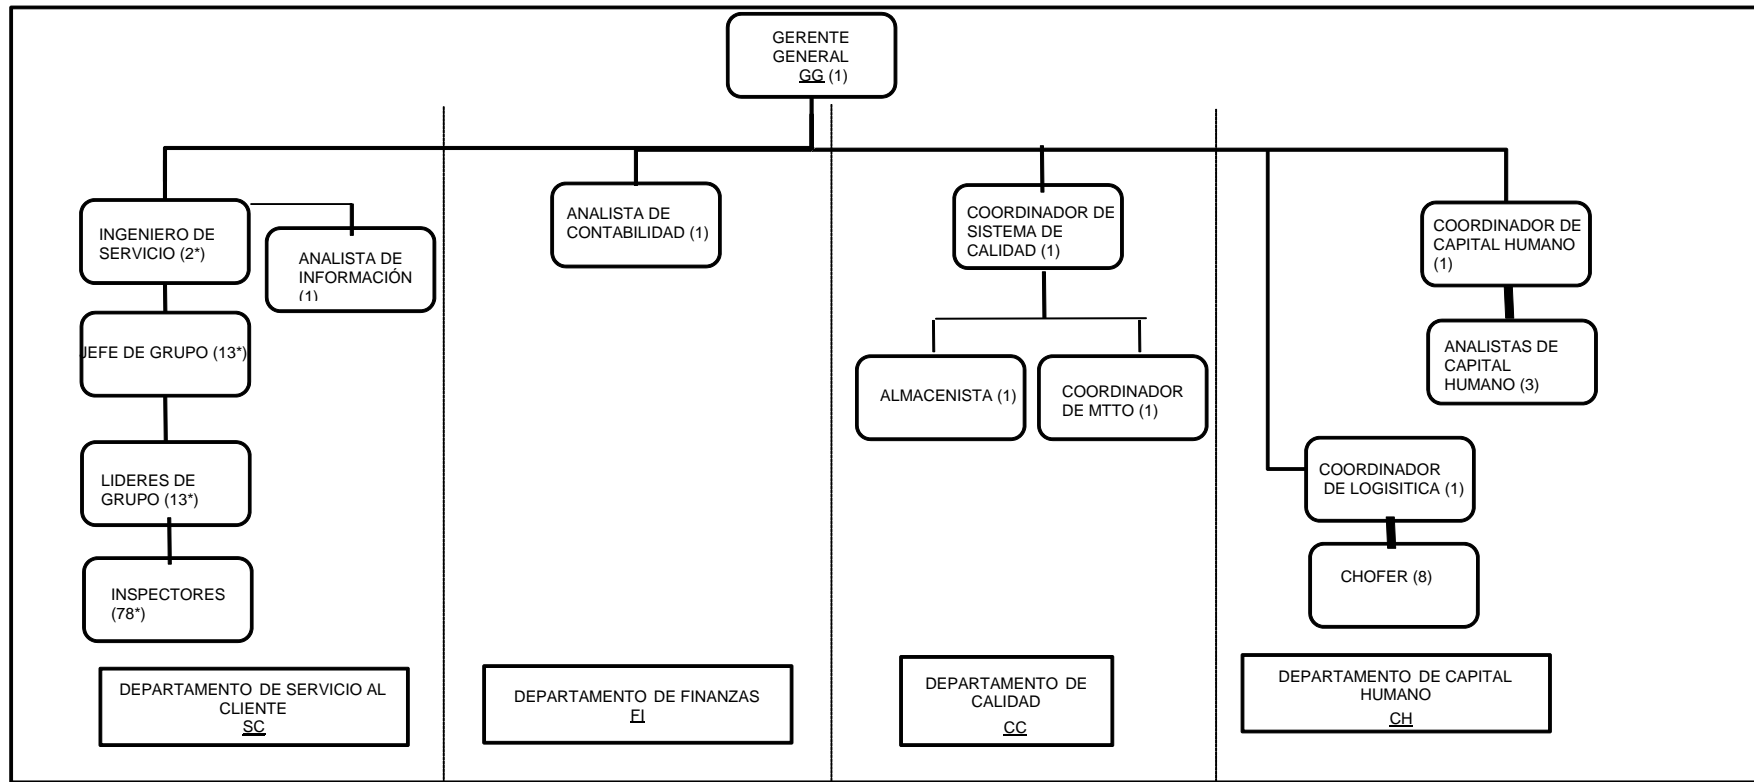 GERENTE
GENERAL
GG (1)
INGENIERO DE
SERVICIO (2*)
ANALISTA DE
INFORMACIÓN
(1)
JEFE DE GRUPO (13*)
LIDERES DE
GRUPO (13*)
INSPECTORES
(78*)
ANALISTA DE
CONTABILIDAD (1)
COORDINADOR DE
SISTEMA DE
CALIDAD (1)
ALMACENISTA (1)
COORDINADOR
DE MTTO (1)
COORDINADOR DE
CAPITAL HUMANO
(1)
ANALISTAS DE
CAPITAL
HUMANO (3)
COORDINADOR
DE LOGISITICA (1)
CHOFER (8)
DEPARTAMENTO DE SERVICIO AL
CLIENTE
SC
DEPARTAMENTO DE FINANZAS
FI
DEPARTAMENTO DE
CALIDAD
CC
DEPARTAMENTO DE CAPITAL
HUMANO
CH